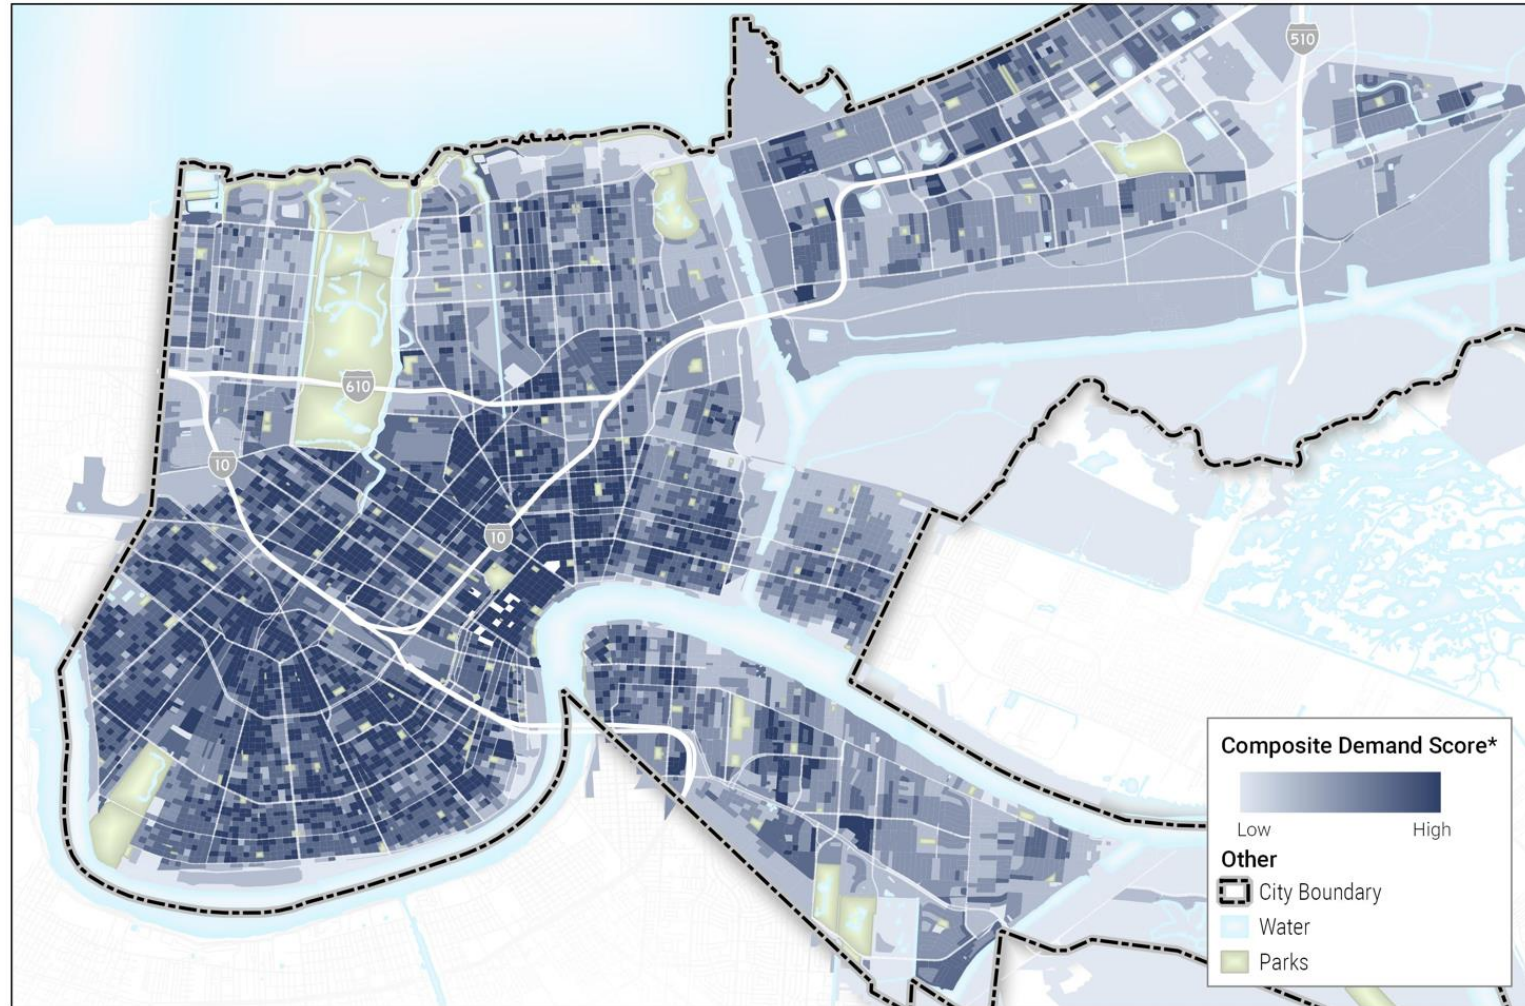 510
610
10
10
Composite Demand Score*
Low High
Other
City Boundary
Water
Parks